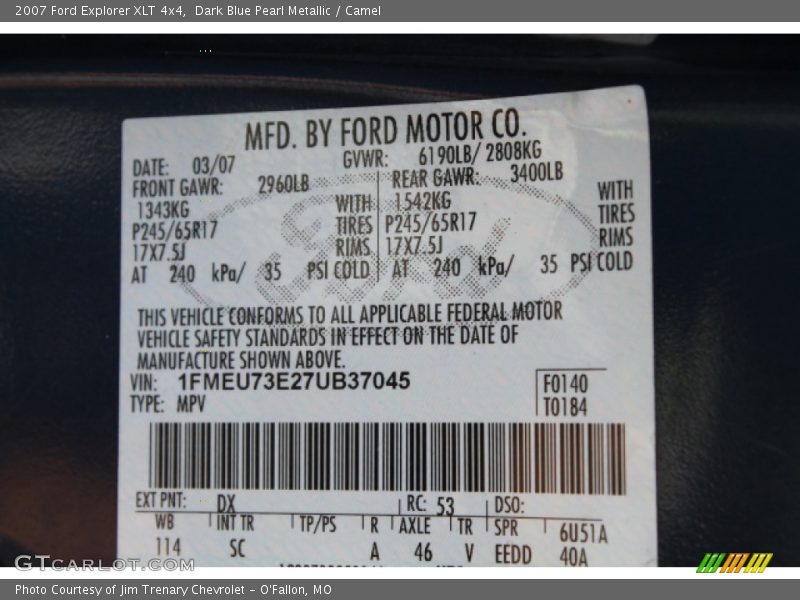 2007 Ford Explorer XLT 4x4, Dark Blue Pearl Metallic / Camel
MFD. BY FORD MOTOR CO.
DATE: 03/07 GVWR: 6190LB/ 2808KG
FRONT GAWR: 2960LB REAR GAWR: 3400LB
1343KG WITH 1542KG WITH
P245/65R17 TIRES P245/65R17 TIRES
17X7.5J RIMS 17X7.5J RIMS
AT 240 kPa/ 35 PSI COLD AT 240 kPa/ 35 PSI COLD
Ford
THIS VEHICLE CONFORMS TO ALL APPLICABLE FEDERAL MOTOR
VEHICLE SAFETY STANDARDS IN EFFECT ON THE DATE OF
MANUFACTURE SHOWN ABOVE.
VIN: 1FMEU73E27UB37045 F0140
TYPE: MPV T0184
EXT PNT: DX RC: 53 DSO:
WB INT TR TP/PS R AXLE TR SPR 6U51A
114 SC A 46 V EEDD 40A
GTCarLot.com
Photo Courtesy of Jim Trenary Chevrolet - O'Fallon, MO